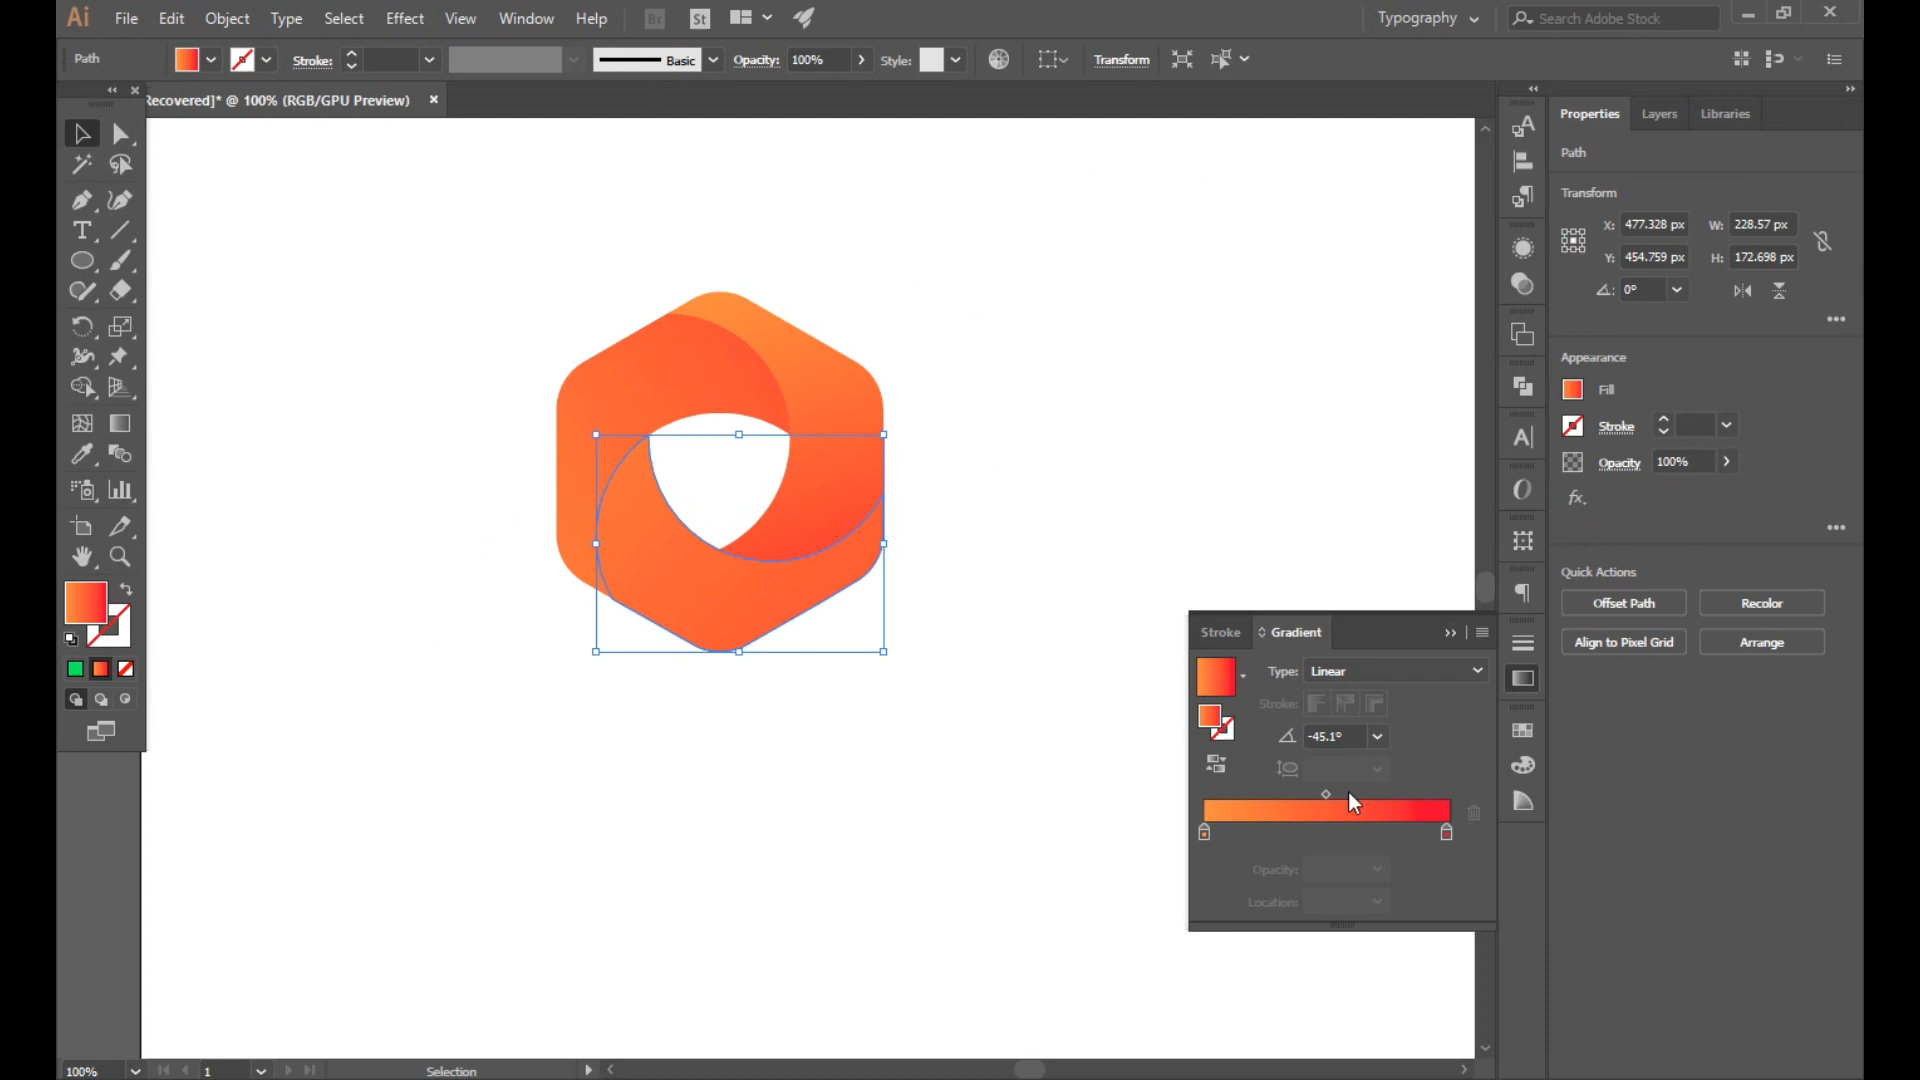 Ai File Edit Object Type Select Effect View Window Help Br St Typography Search Adobe Stock
Path Stroke: Basic Opacity: 100% Style: Transform
Recovered]* @ 100% (RGB/GPU Preview)
Properties Layers Libraries
Path
Transform
X: 477.328 px W: 228.57 px
Y: 454.759 px H: 172.698 px
0°
Appearance
Fill
Stroke
Opacity 100%
fx.
Quick Actions
Offset Path Recolor
Align to Pixel Grid Arrange
Stroke Gradient
Type: Linear
Stroke:
-45.1°
Opacity:
Location:
100% 1 Selection